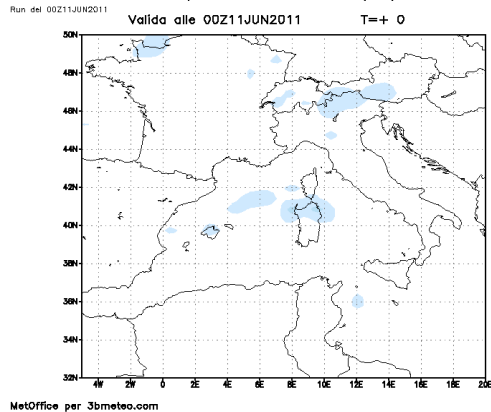 Run del 00Z11JUN2011
Valida alle 00Z11JUN2011 T=+ 0
50N
48N
46N
44N
42N
40N
38N
36N
34N
32N
4W 2W 0 2E 4E 6E 8E 10E 12E 14E 16E 18E 20E
MetOffice per 3bmeteo.com